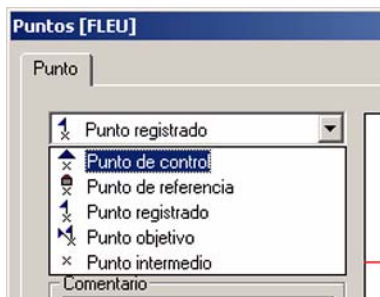 Puntos [FLEU]
Punto
Punto registrado
Punto de control
Punto de referencia
Punto registrado
Punto objetivo
Punto intermedio
Comentario